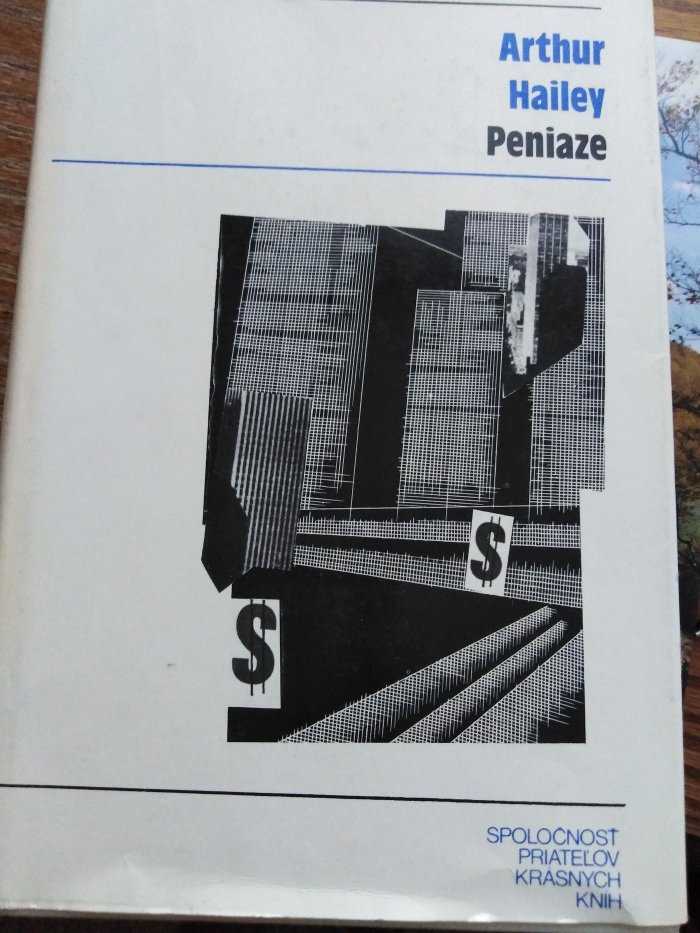 Arthur
Hailey
Peniaze
$
$
SPOLOČNOSŤ
PRIATEĽOV
KRÁSNYCH
KNÍH